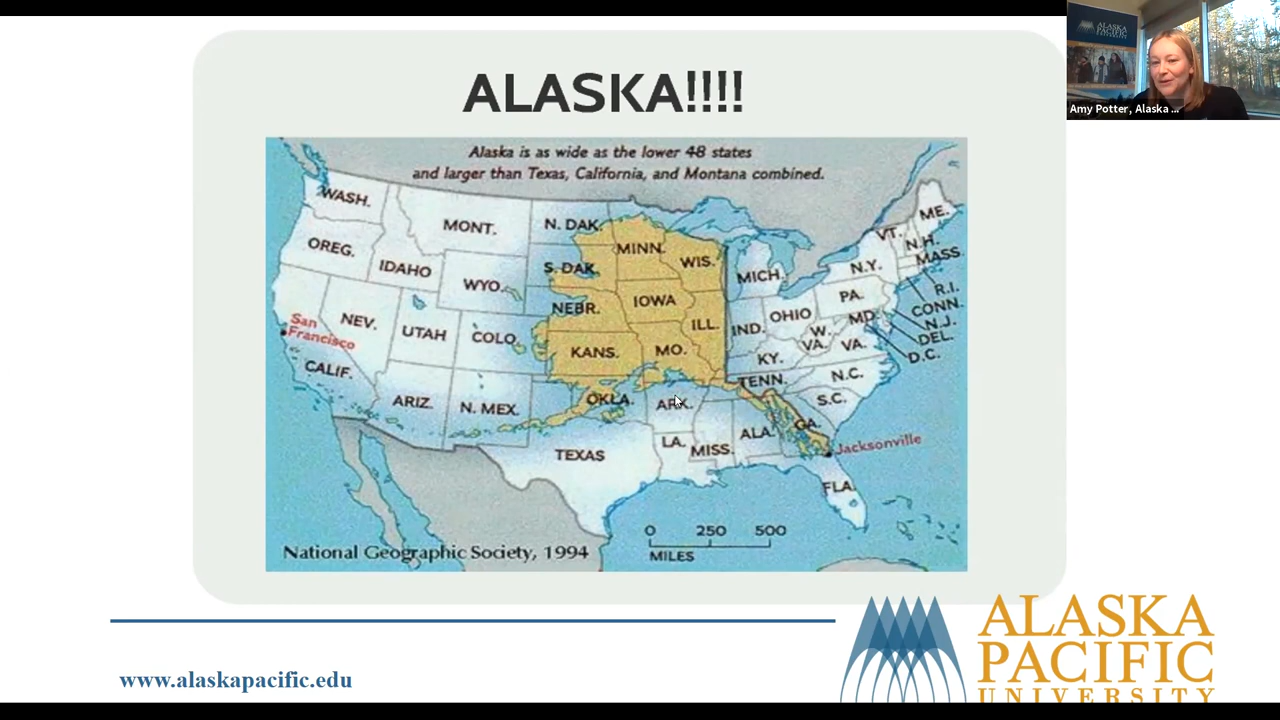 ALASKA!!!!
Alaska is as wide as the lower 48 states
and larger than Texas, California, and Montana combined.
WASH.
MONT.
N. DAK.
MINN.
ME.
OREG.
IDAHO
S. DAK.
WIS.
MICH.
VT.
N.H.
MASS.
N.Y.
WYO.
NEBR.
IOWA
PA.
R.I.
CONN.
N.J.
DEL.
D.C.
MD.
OHIO
IND.
ILL.
San
Francisco
NEV.
UTAH
COLO.
KANS.
MO.
W.
VA.
VA.
KY.
CALIF.
ARIZ.
N. MEX.
OKLA.
ARK.
TENN.
N.C.
S.C.
TEXAS
LA.
MISS.
ALA.
GA.
Jacksonville
FLA.
0 250 500
MILES
National Geographic Society, 1994
www.alaskapacific.edu
ALASKA
PACIFIC
UNIVERSITY
ALASKA
PACIFIC
UNIVERSITY
Amy Potter, Alaska ...